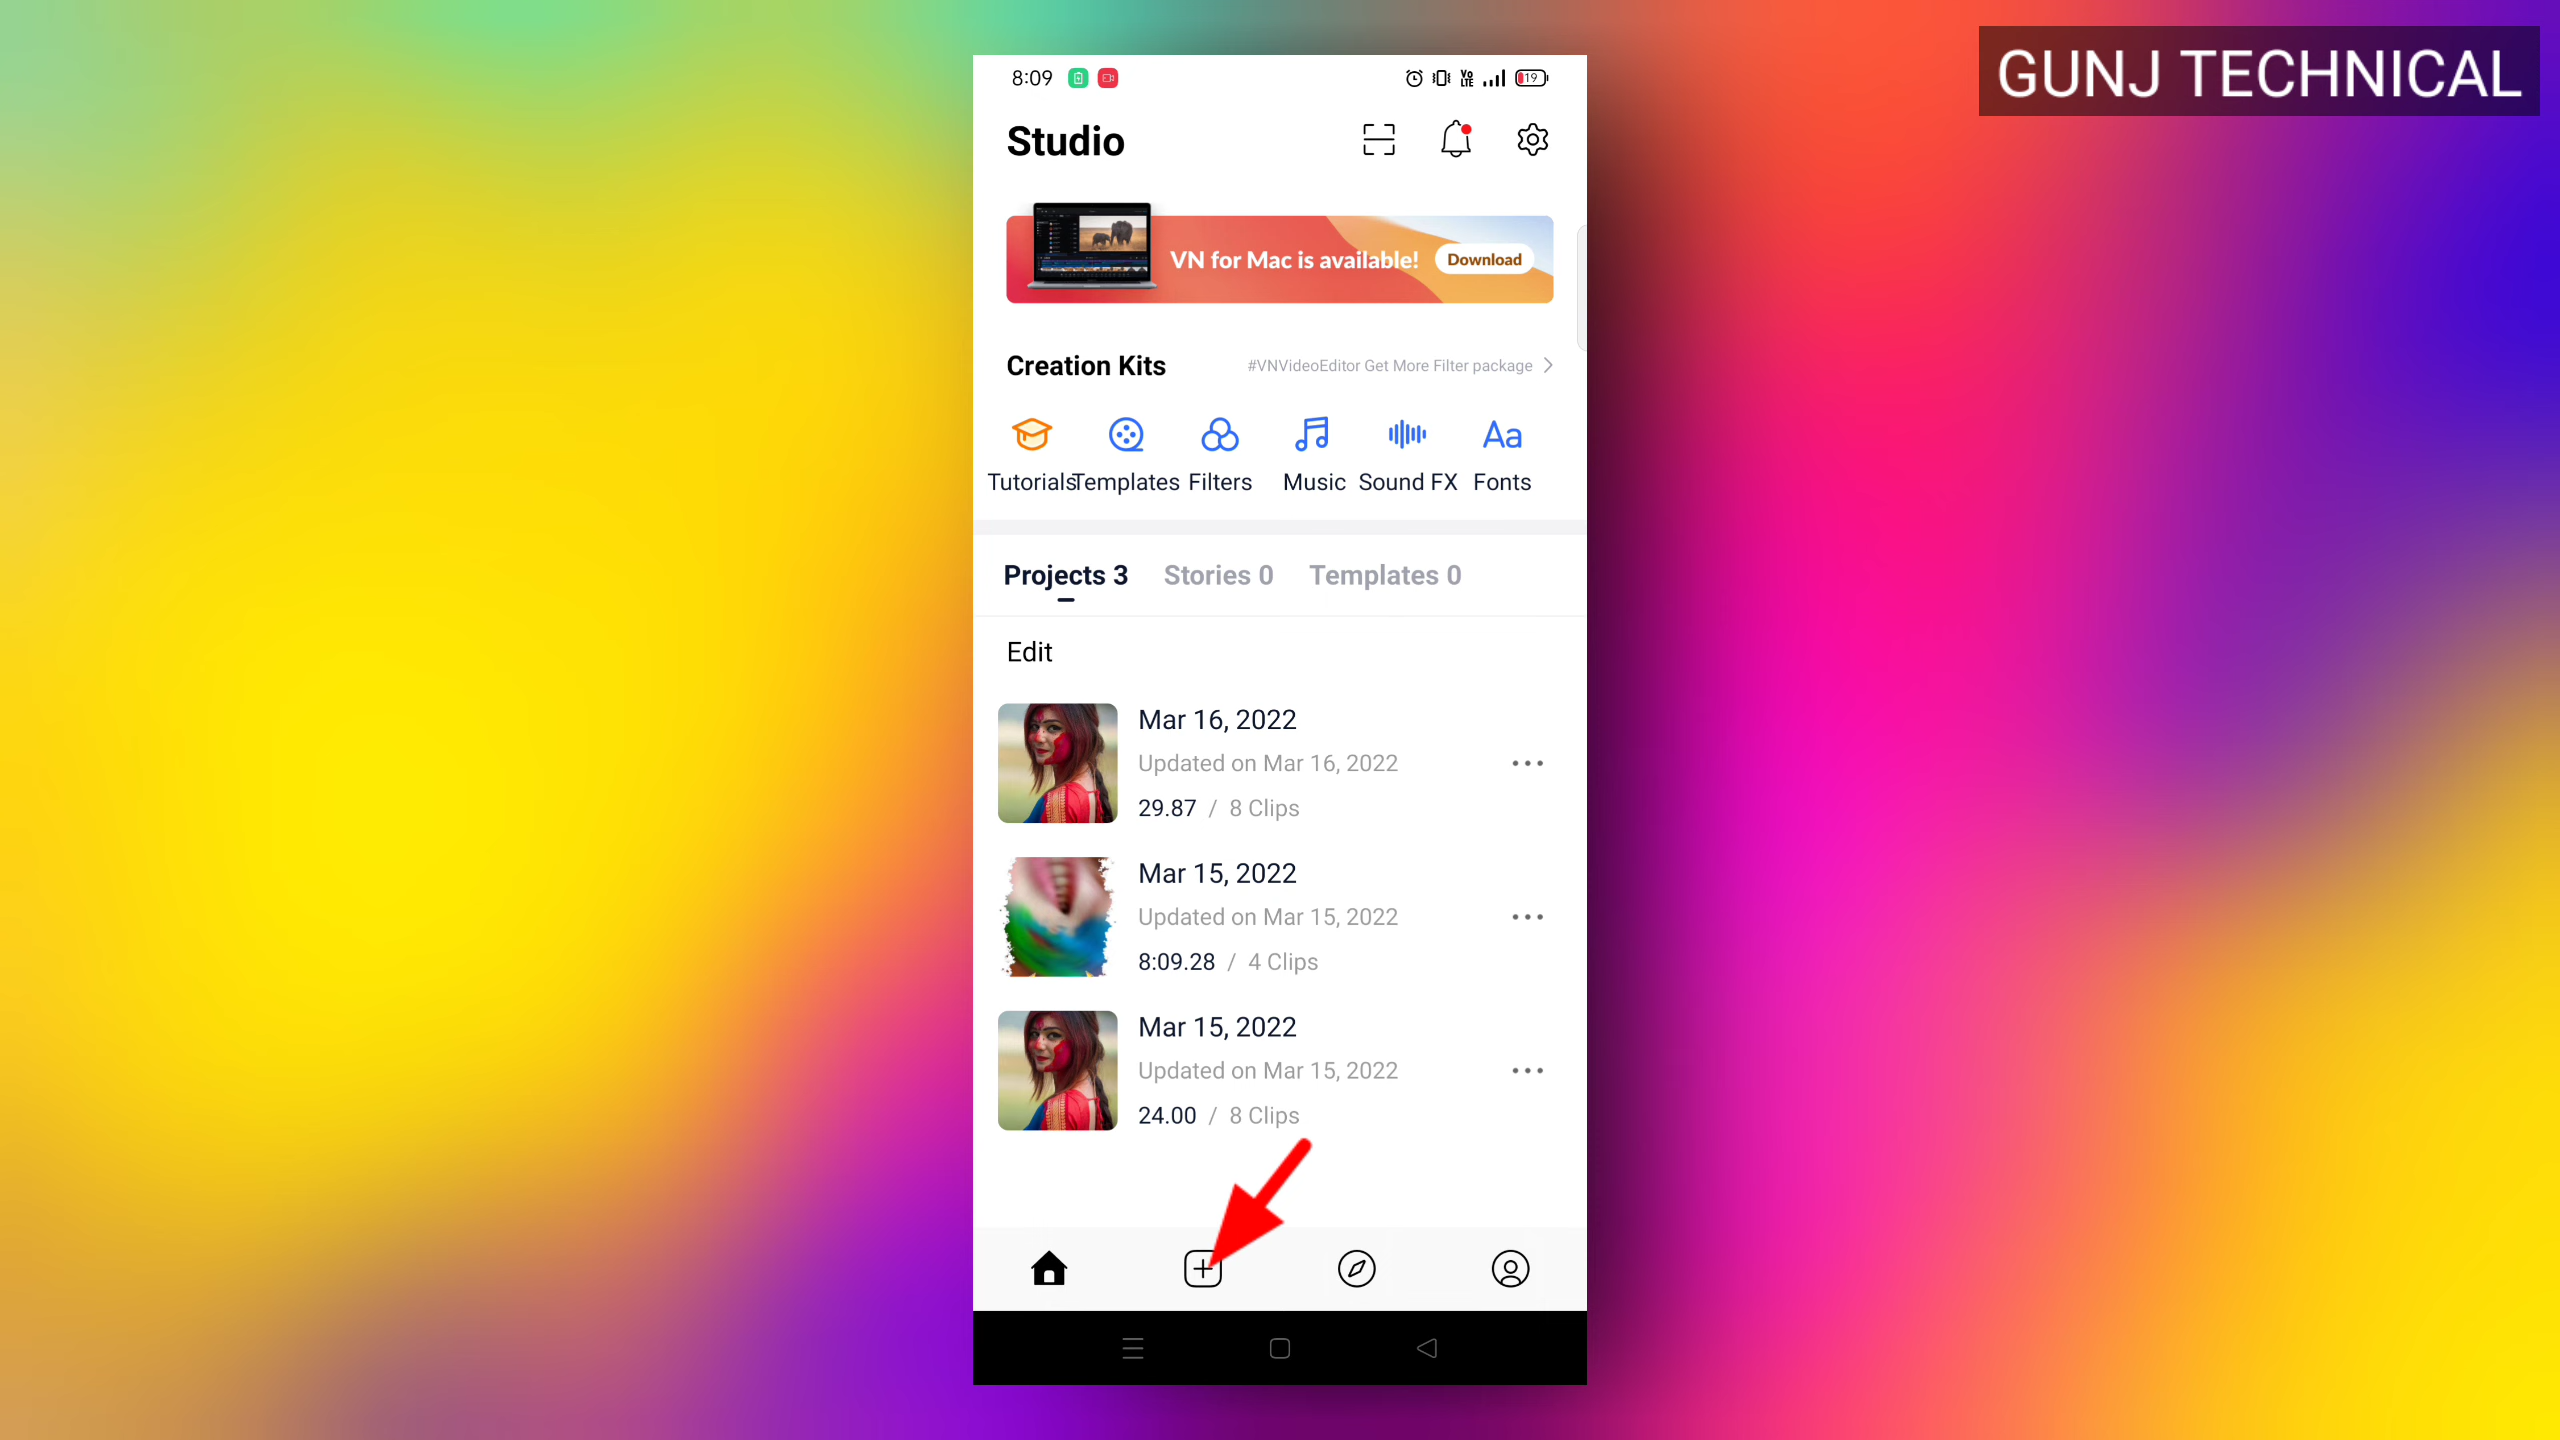 GUNJ TECHNICAL
8:09
19
Studio
VN for Mac is available! Download
Creation Kits #VNVideoEditor Get More Filter package
Aa
Tutorials Templates Filters Music Sound FX Fonts
Projects 3 Stories 0 Templates 0
Edit
Mar 16, 2022
Updated on Mar 16, 2022
29.87 / 8 Clips
Mar 15, 2022
Updated on Mar 15, 2022
8:09.28 / 4 Clips
Mar 15, 2022
Updated on Mar 15, 2022
24.00 / 8 Clips